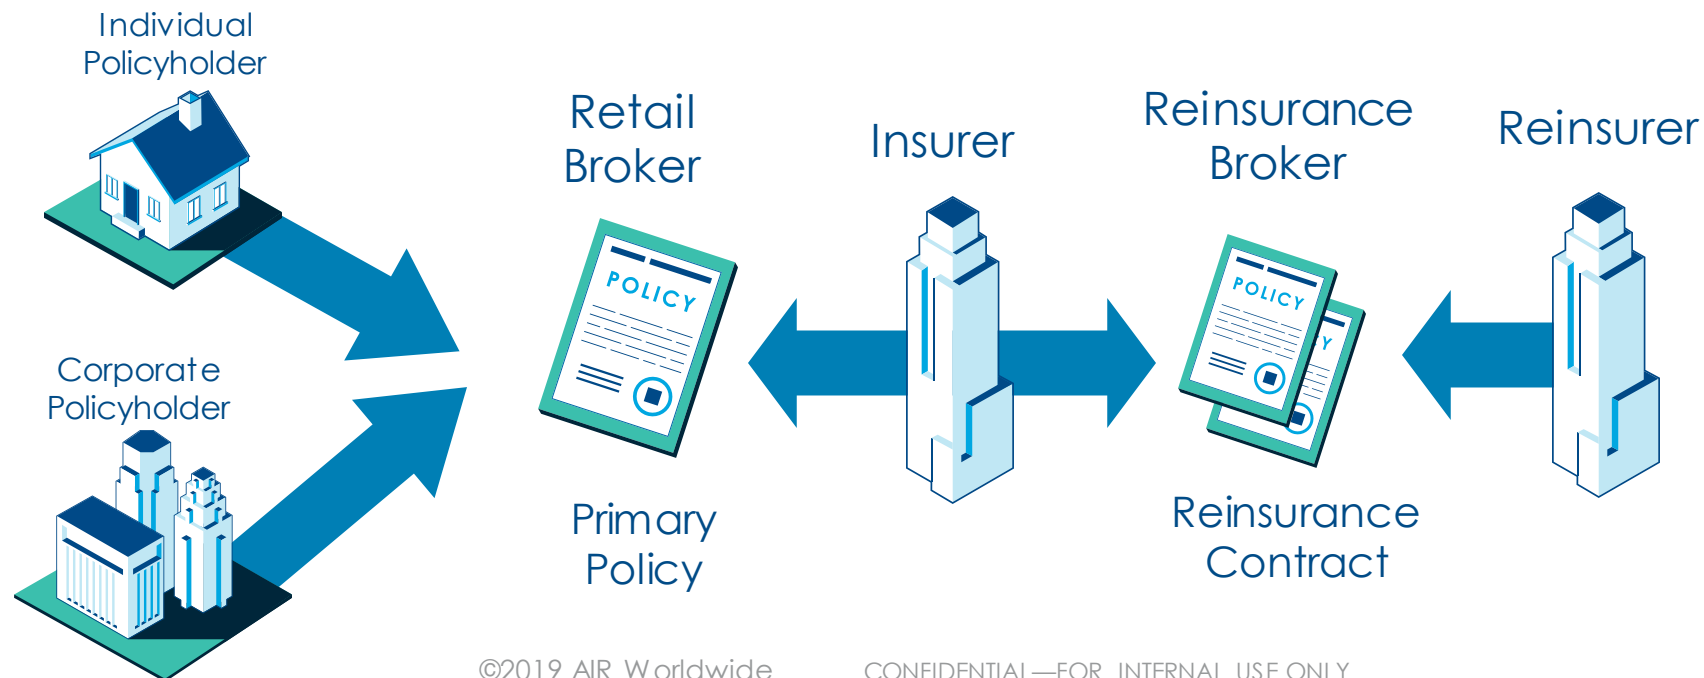 Individual
Policyholder
Retail
Broker
Insurer
Reinsurance
Broker
Reinsurer
POLICY
POLICY
Y
Corporate
Policyholder
Primary
Policy
Reinsurance
Contract
©2019 AIR Worldwide
CONFIDENTIAL—FOR INTERNAL USE ONLY